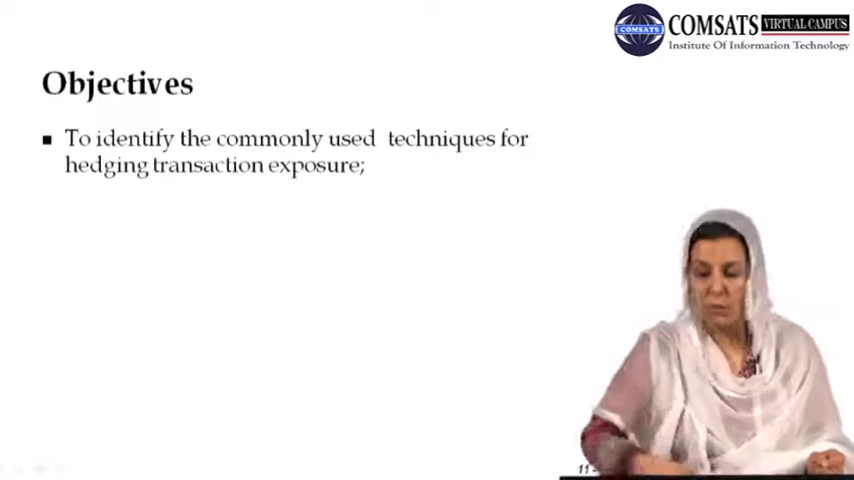 COMSATS VIRTUAL CAMPUS
COMSATS
Institute Of Information Technology
Objectives
To identify the commonly used techniques for
hedging transaction exposure;
11-